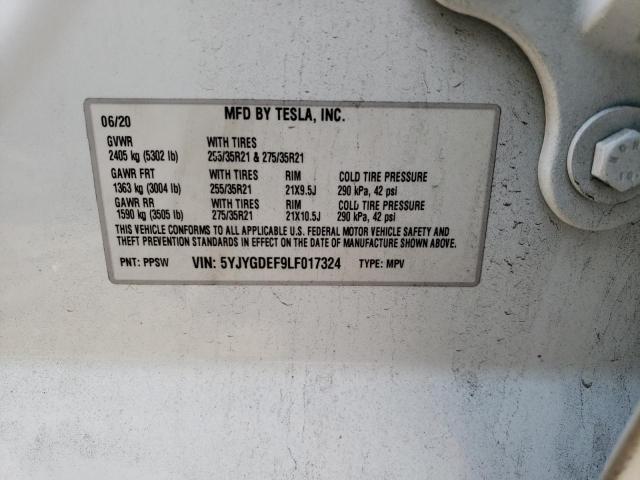 06/20 MFD BY TESLA, INC.
GVWR WITH TIRES
2405 kg (5302 lb) 255/35R21 & 275/35R21
GAWR FRT WITH TIRES RIM COLD TIRE PRESSURE
1363 kg (3004 lb) 255/35R21 21X9.5J 290 kPa, 42 psi
GAWR RR WITH TIRES RIM COLD TIRE PRESSURE
1590 kg (3505 lb) 275/35R21 21X10.5J 290 kPa, 42 psi
THIS VEHICLE CONFORMS TO ALL APPLICABLE U.S. FEDERAL MOTOR VEHICLE SAFETY AND
THEFT PREVENTION STANDARDS IN EFFECT ON THE DATE OF MANUFACTURE SHOWN ABOVE.
PNT: PPSW VIN: 5YJYGDEF9LF017324 TYPE: MPV